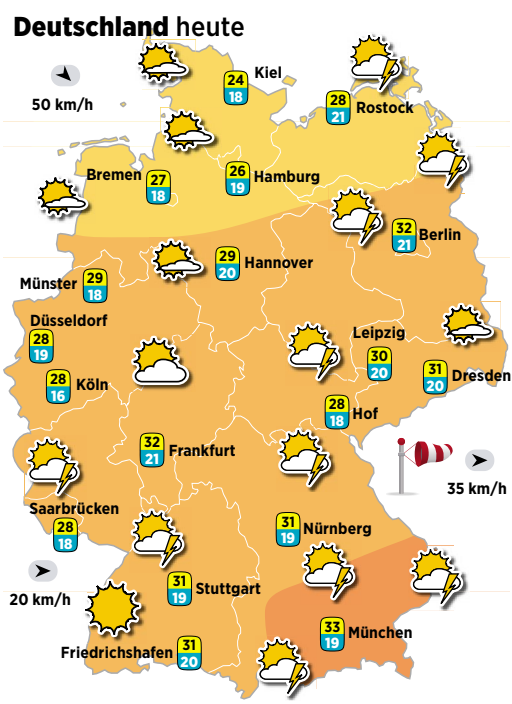 Deutschland heute
Kiel
24
18
50 km/h
28
21
Rostock
Bremen
27
18
26
19
Hamburg
32
21
Berlin
29
20
Hannover
Münster
29
18
Düsseldorf
28
19
Leipzig
30
20
31
20
Dresden
28
16
Köln
28
18
Hof
32
21
Frankfurt
35 km/h
Saarbrücken
28
18
31
19
Nürnberg
20 km/h
31
19
Stuttgart
33
19
München
Friedrichshafen
31
20